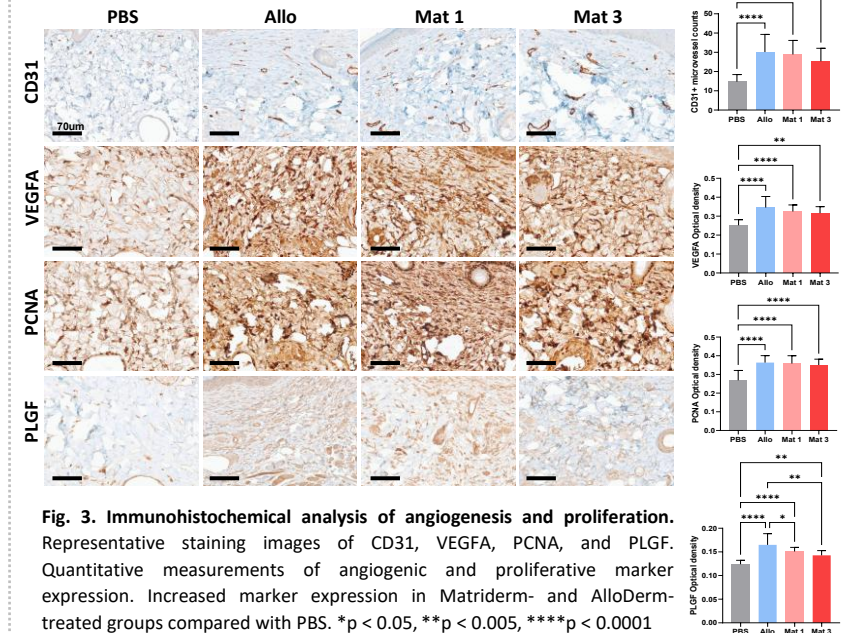 PBS Allo Mat 1 Mat 3
CD31
70um
VEGFA
PCNA
PLGF
CD31+ microvessel counts
****
50
40
30
20
10
0
PBS Allo Mat 1 Mat 3
VEGFA Optical density
**
****
****
0.5
0.4
0.3
0.2
0.1
0.0
PBS Allo Mat 1 Mat 3
PCNA Optical density
****
****
****
0.5
0.4
0.3
0.2
0.1
0.0
PBS Allo Mat 1 Mat 3
PLGF Optical density
**
**
****
**** *
0.20
0.15
0.10
0.05
0.00
PBS Allo Mat 1 Mat 3
Fig. 3. Immunohistochemical analysis of angiogenesis and proliferation.
Representative staining images of CD31, VEGFA, PCNA, and PLGF.
Quantitative measurements of angiogenic and proliferative marker
expression. Increased marker expression in Matriderm- and AlloDerm-
treated groups compared with PBS. *p < 0.05, **p < 0.005, ****p < 0.0001